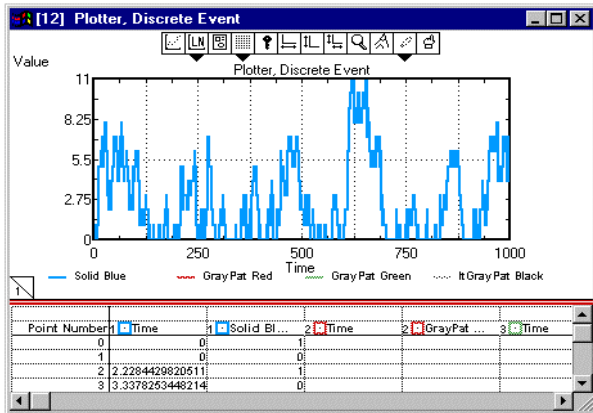 [12] Plotter, Discrete Event
LN
Value
Plotter, Discrete Event
11
8.25
5.5
2.75
0
0 250 500 750 1000
Time
Solid Blue GrayPat Red GrayPat Green ltGrayPat Black
1
Point Number 1 Time 1 Solid Bl... 2 Time 2 GrayPat ... 3 Time
0 0 1
1 0 0
2 2.2284429820511 1
3 3.3378253448214 0